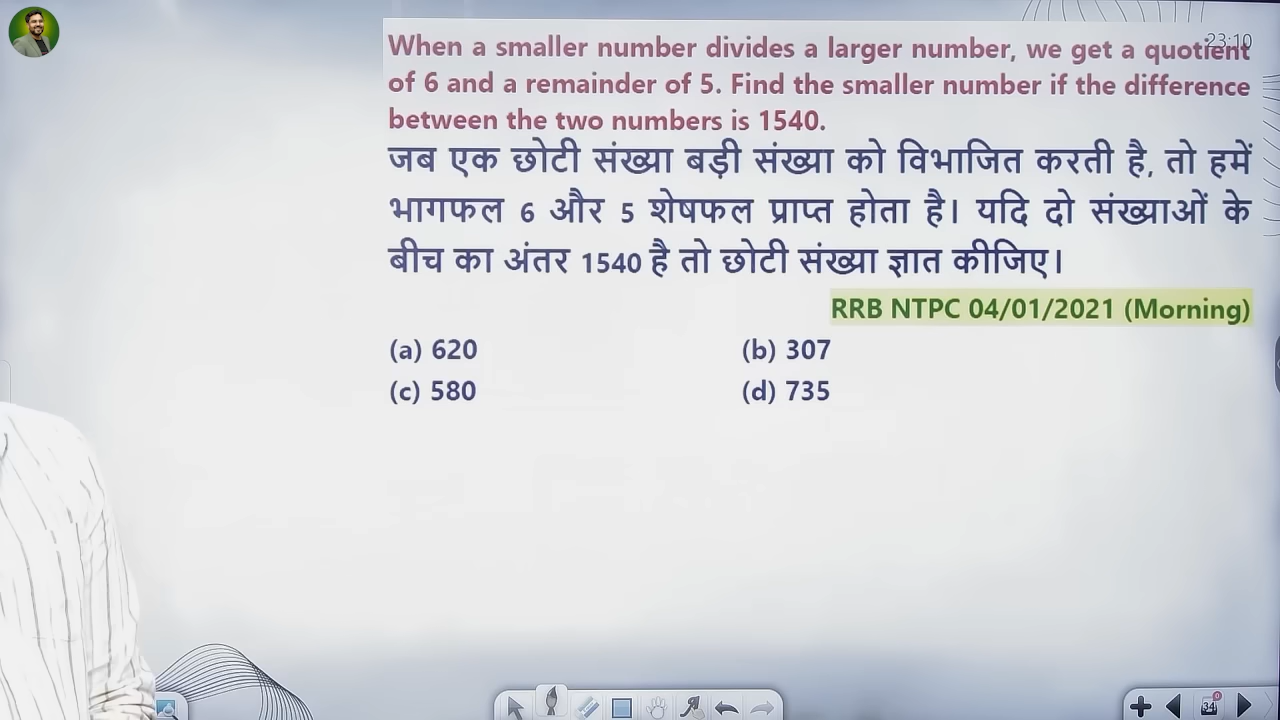 23:10
When a smaller number divides a larger number, we get a quotient
of 6 and a remainder of 5. Find the smaller number if the difference
between the two numbers is 1540.
जब एक छोटी संख्या बड़ी संख्या को विभाजित करती है, तो हमें
भागफल 6 और 5 शेषफल प्राप्त होता है। यदि दो संख्याओं के
बीच का अंतर 1540 है तो छोटी संख्या ज्ञात कीजिए।
RRB NTPC 04/01/2021 (Morning)
(a) 620 (b) 307
(c) 580 (d) 735
34